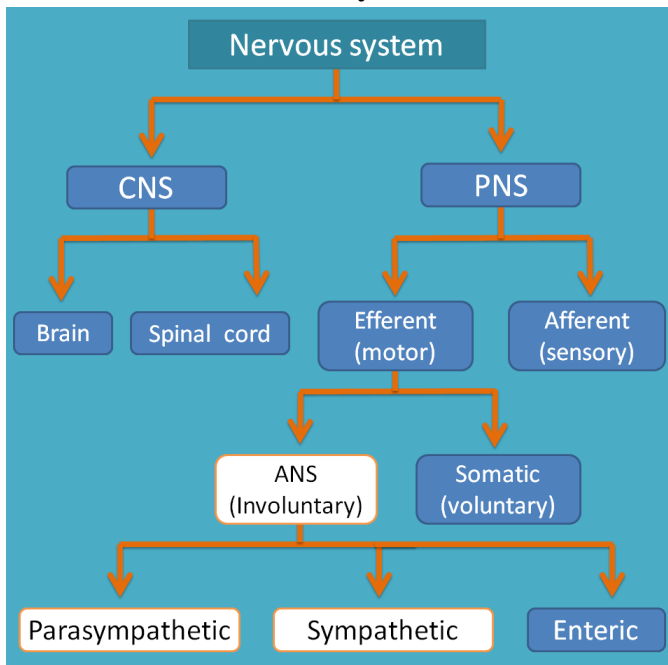 Nervous system
CNS
PNS
Brain
Spinal cord
Efferent
(motor)
Afferent
(sensory)
ANS
(Involuntary)
Somatic
(voluntary)
Parasympathetic
Sympathetic
Enteric